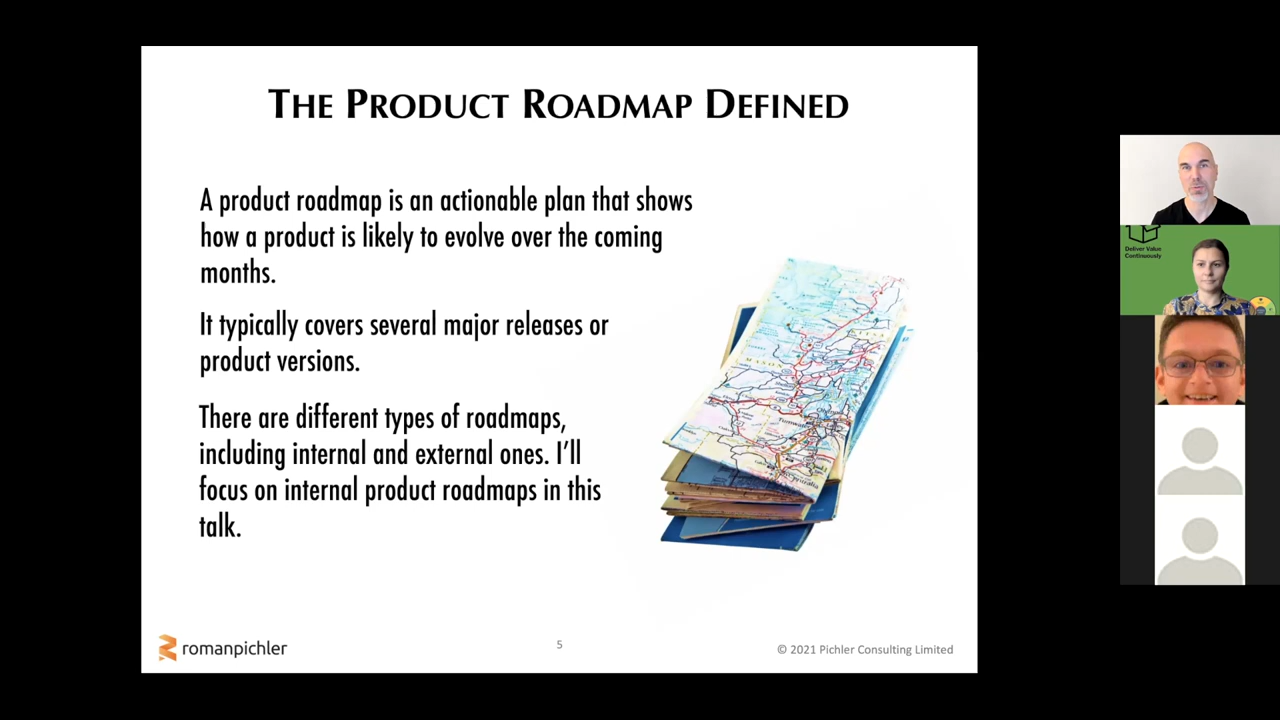 THE PRODUCT ROADMAP DEFINED
A product roadmap is an actionable plan that shows
how a product is likely to evolve over the coming
months.
It typically covers several major releases or
product versions.
There are different types of roadmaps,
including internal and external ones. I'll
focus on internal product roadmaps in this
talk.
romanpichler
5
© 2021 Pichler Consulting Limited
Deliver Value
Continuously